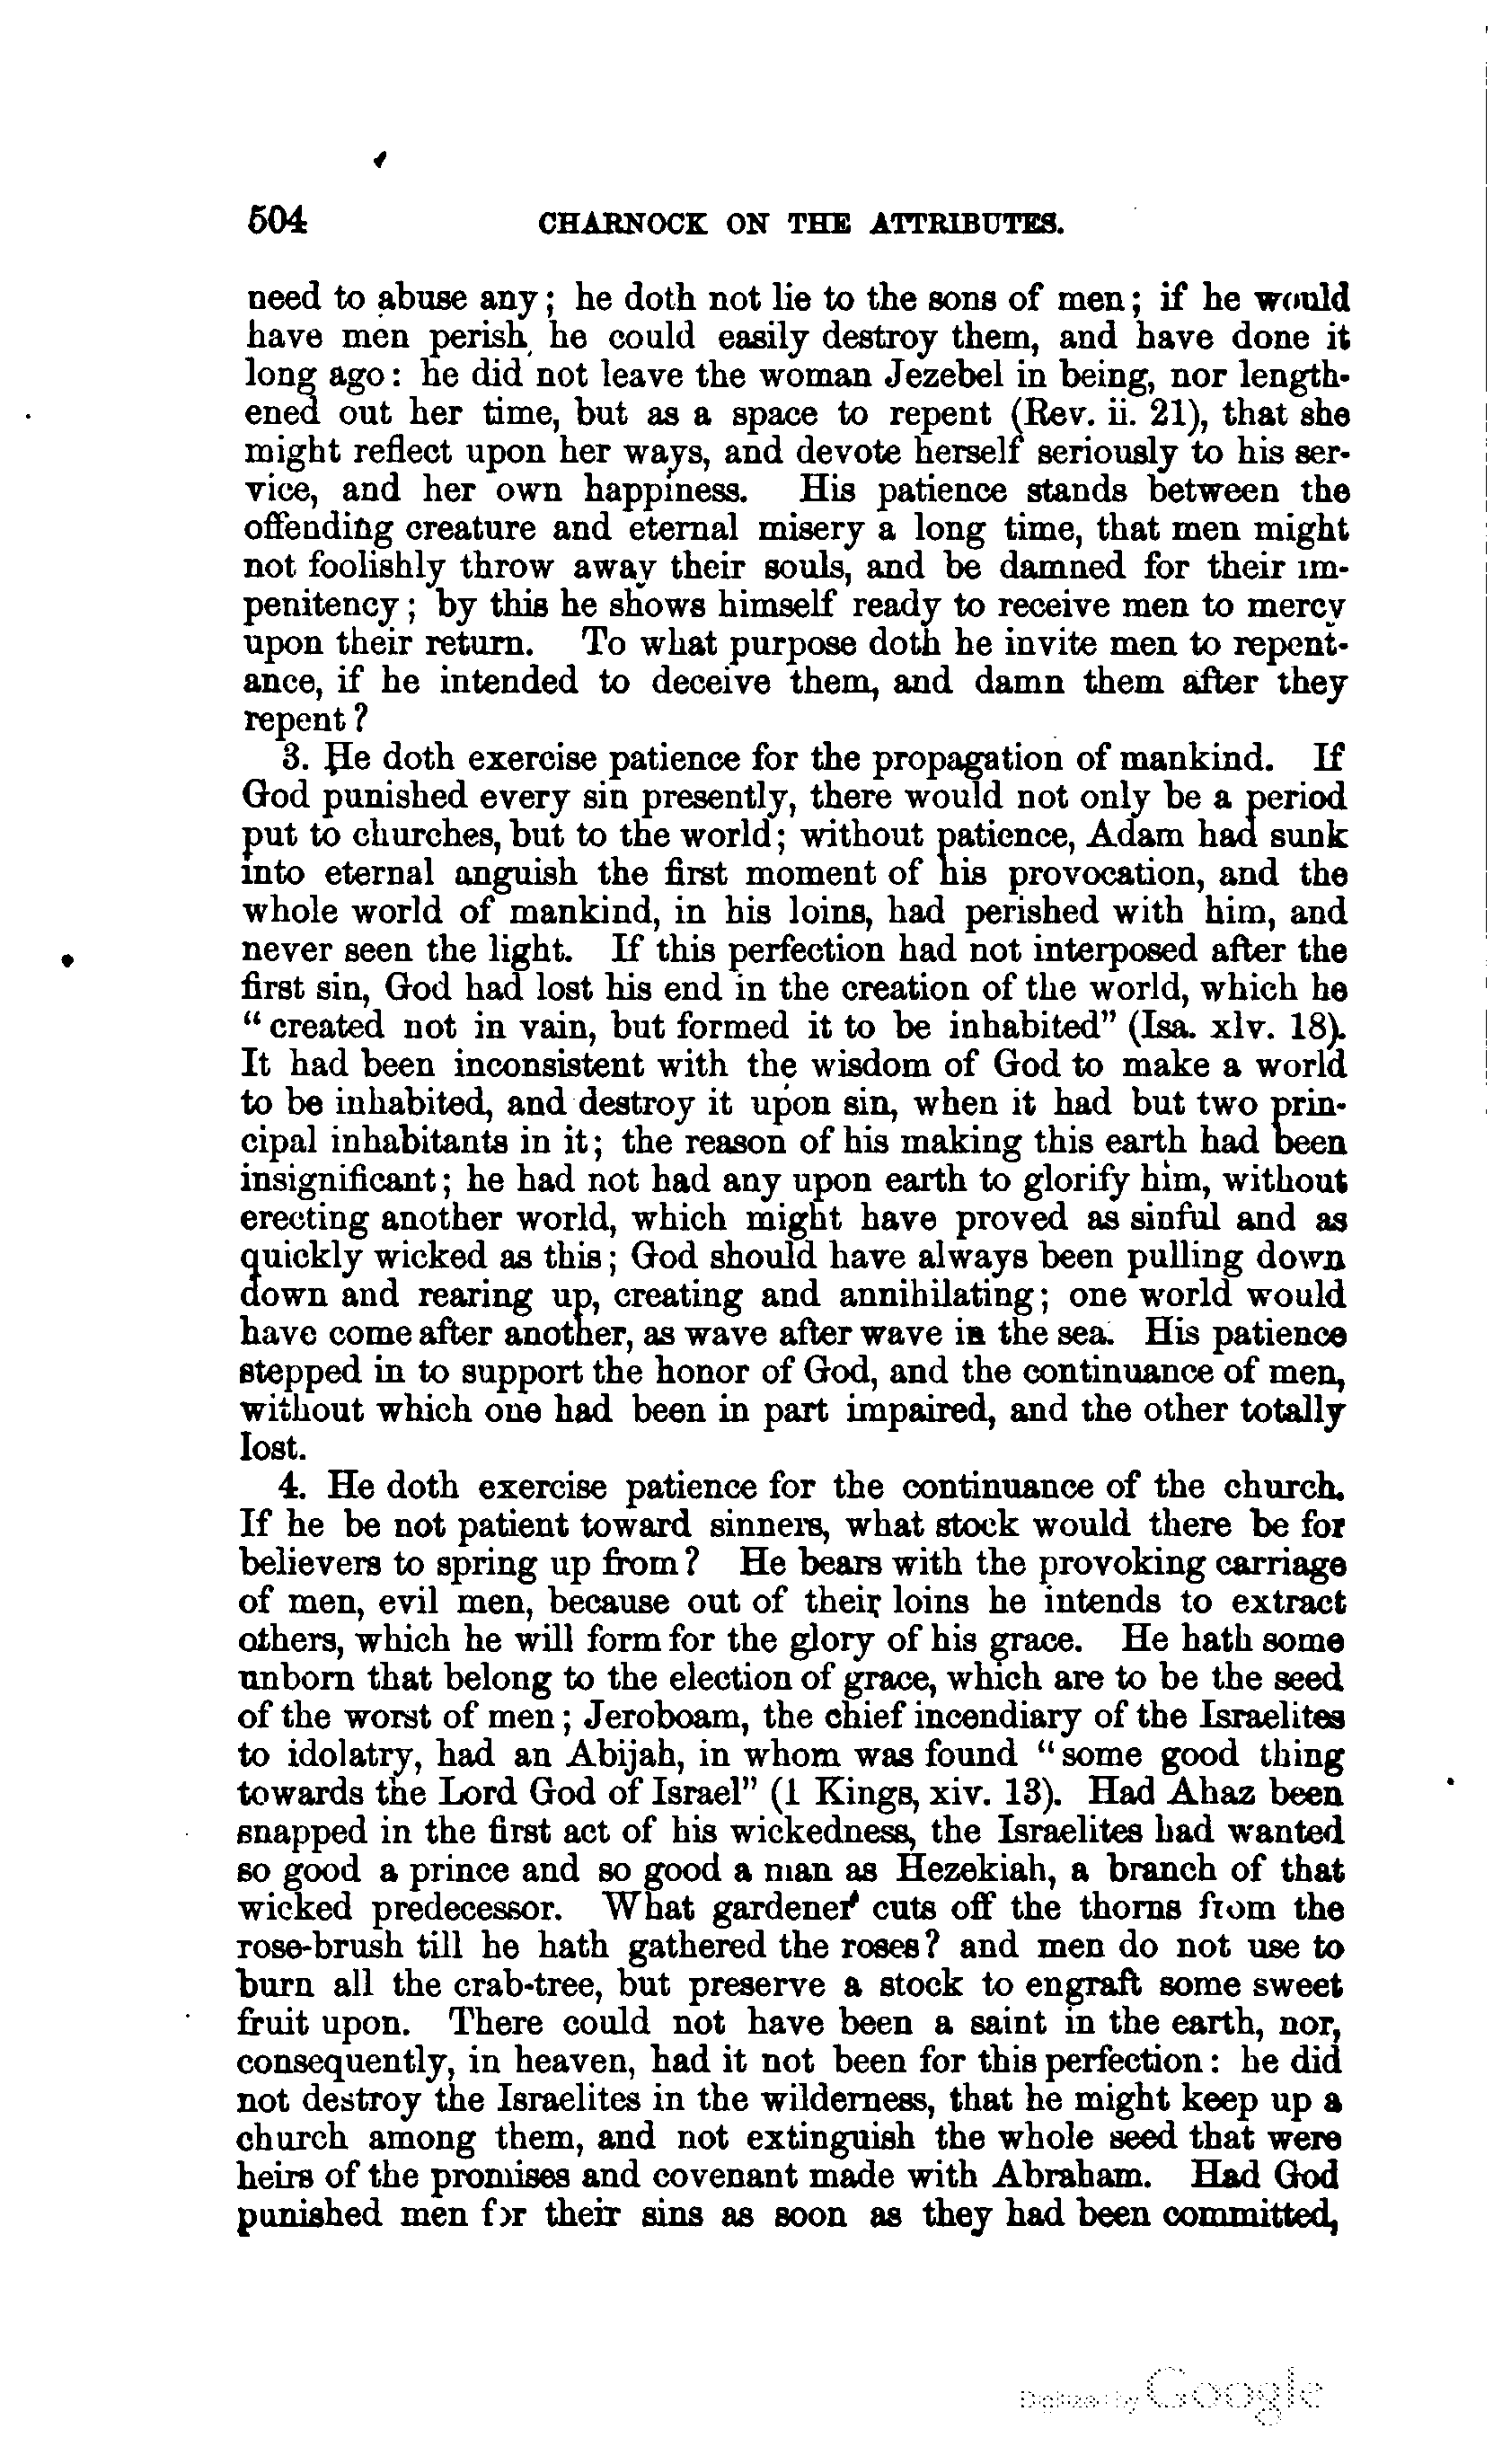 504 CHARNOCK ON THE ATTRIBUTES.
need to abuse any; he doth not lie to the sons of men; if he would
have men perish, he could easily destroy them, and have done it
long ago: he did not leave the woman Jezebel in being, nor length-
ened out her time, but as a space to repent (Rev. ii. 21), that she
might reflect upon her ways, and devote herself seriously to his ser-
vice, and her own happiness. His patience stands between the
offending creature and eternal misery a long time, that men might
not foolishly throw away their souls, and be damned for their im-
penitency; by this he shows himself ready to receive men to mercy
upon their return. To what purpose doth he invite men to repent-
ance, if he intended to deceive them, and damn them after they
repent?
3. He doth exercise patience for the propagation of mankind. If
God punished every sin presently, there would not only be a period
put to churches, but to the world; without patience, Adam had sunk
into eternal anguish the first moment of his provocation, and the
whole world of mankind, in his loins, had perished with him, and
never seen the light. If this perfection had not interposed after the
first sin, God had lost his end in the creation of the world, which he
"created not in vain, but formed it to be inhabited" (Isa. xlv. 18).
It had been inconsistent with the wisdom of God to make a world
to be inhabited, and destroy it upon sin, when it had but two prin-
cipal inhabitants in it; the reason of his making this earth had been
insignificant; he had not had any upon earth to glorify him, without
erecting another world, which might have proved as sinful and as
quickly wicked as this; God should have always been pulling down
down and rearing up, creating and annihilating; one world would
have come after another, as wave after wave in the sea. His patience
stepped in to support the honor of God, and the continuance of men,
without which one had been in part impaired, and the other totally
lost.
4. He doth exercise patience for the continuance of the church.
If he be not patient toward sinners, what stock would there be for
believers to spring up from? He bears with the provoking carriage
of men, evil men, because out of their loins he intends to extract
others, which he will form for the glory of his grace. He hath some
unborn that belong to the election of grace, which are to be the seed
of the worst of men; Jeroboam, the chief incendiary of the Israelites
to idolatry, had an Abijah, in whom was found "some good thing
towards the Lord God of Israel" (1 Kings, xiv. 13). Had Ahaz been
snapped in the first act of his wickedness, the Israelites had wanted
so good a prince and so good a man as Hezekiah, a branch of that
wicked predecessor. What gardener cuts off the thorns from the
rose-brush till he hath gathered the roses? and men do not use to
burn all the crab-tree, but preserve a stock to engraft some sweet
fruit upon. There could not have been a saint in the earth, nor,
consequently, in heaven, had it not been for this perfection: he did
not destroy the Israelites in the wilderness, that he might keep up a
church among them, and not extinguish the whole seed that were
heirs of the promises and covenant made with Abraham. Had God
punished men for their sins as soon as they had been committed,
Digitized by Google